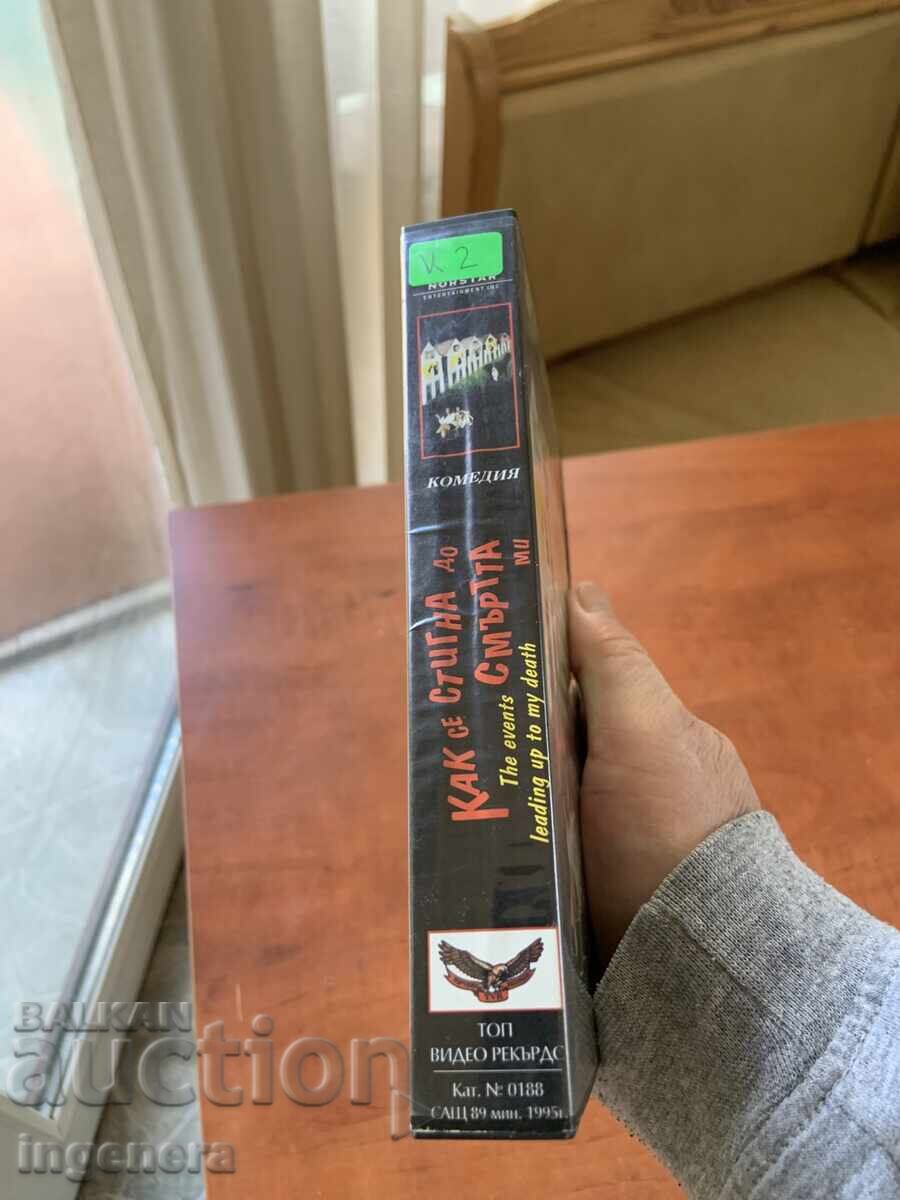 V. 2
NORSTAR
ENTERTAINMENT INC
КОМЕДИЯ
КАК СЕ СТИГНА ДО
СМЪРТТА МИ
The events
leading up to my death
TVR
ТОП
ВИДЕО РЕКЪРДС
Кат. № 0188
САЩ 89 мин. 1995г.
BALKAN
auction
ingenera